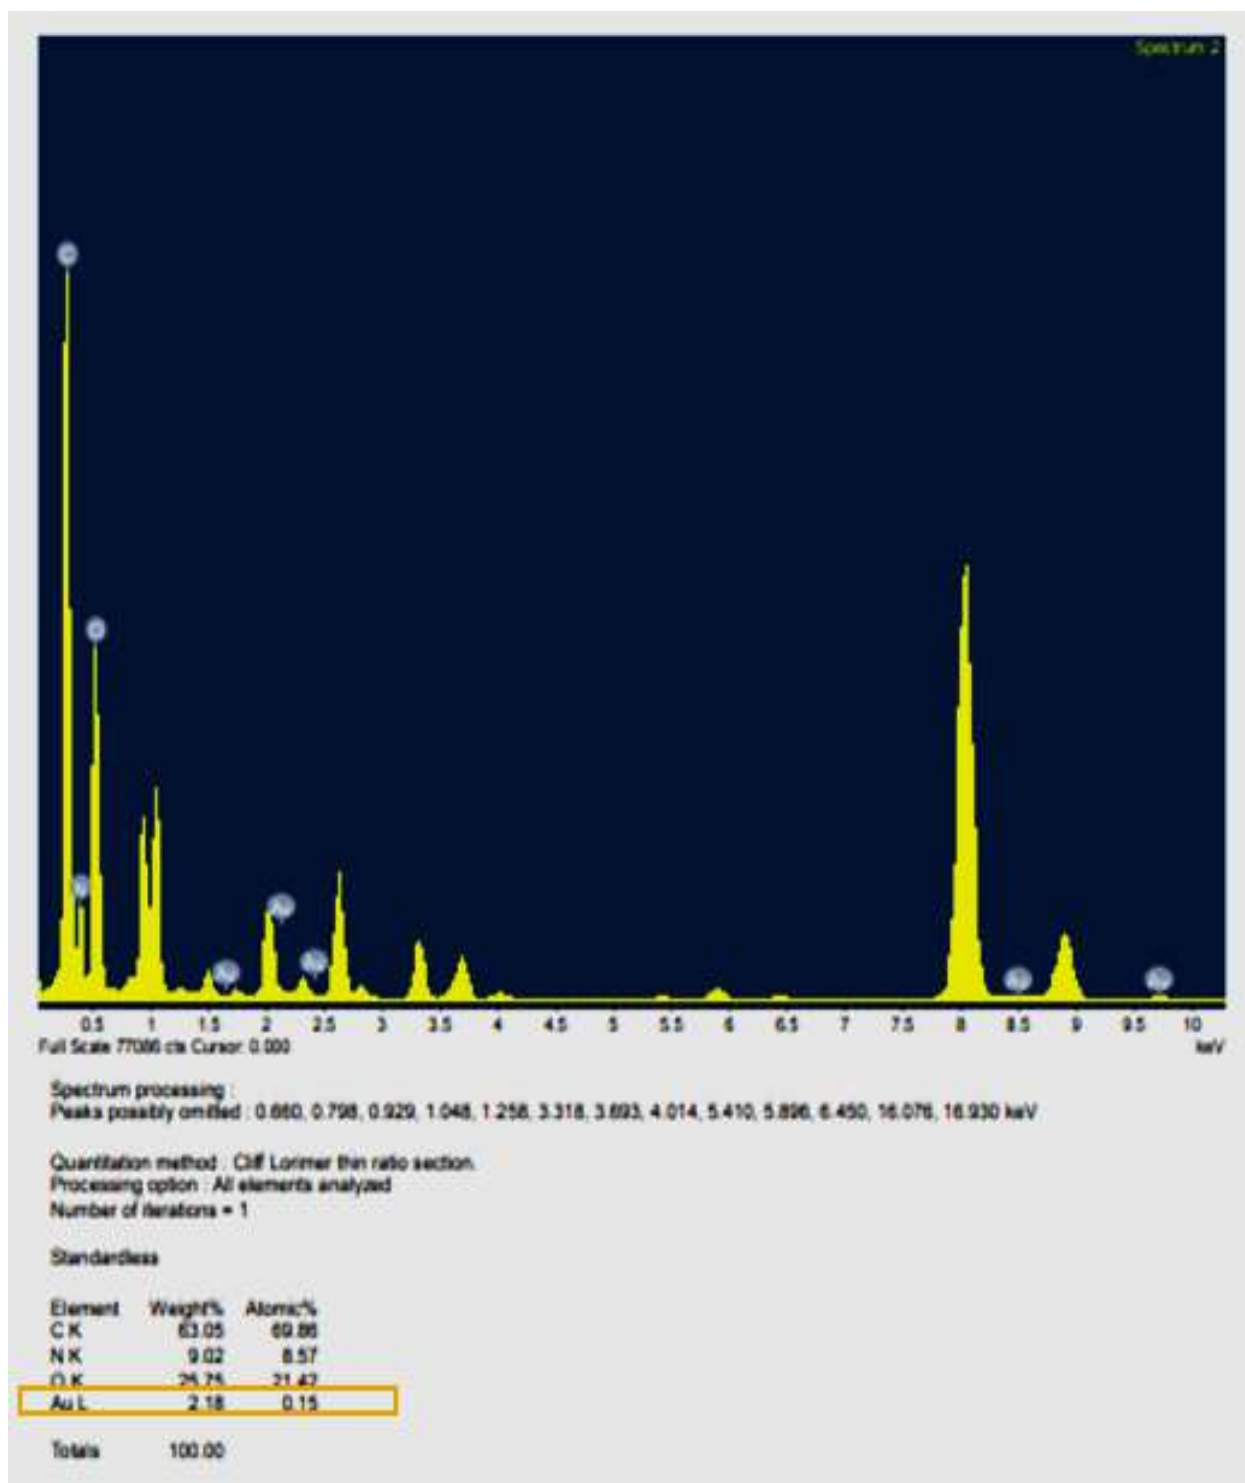 Spectrum 2
0.5 1 1.5 2 2.5 3 3.5 4 4.5 5 5.5 6 6.5 7 7.5 8 8.5 9 9.5 10
Full Scale 77086 cts Cursor: 0.000 keV
Spectrum processing :
Peaks possibly omitted : 0.660, 0.798, 0.929, 1.048, 1.258, 3.318, 3.693, 4.014, 5.410, 5.896, 6.450, 16.076, 16.930 keV
Quantitation method : Cliff Lorimer thin ratio section.
Processing option : All elements analyzed
Number of iterations = 1
Standardless
Element Weight% Atomic%
C K 63.05 69.86
N K 9.02 8.57
O K 25.75 21.42
Au L 2.18 0.15
Totals 100.00